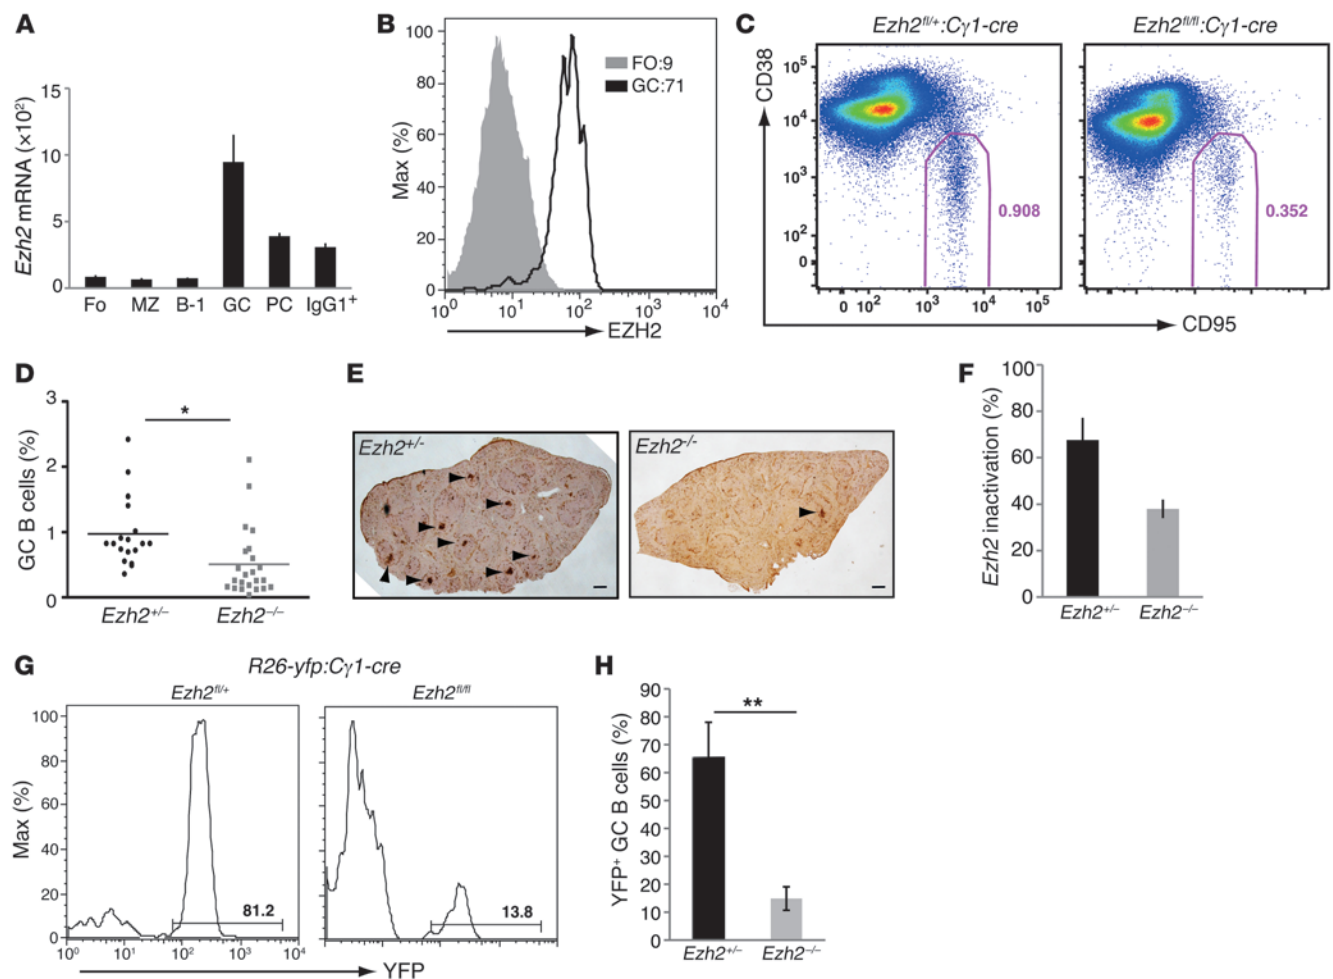 A
Ezh2 mRNA (×10²)
15
10
5
0
Fo MZ B-1 GC PC IgG1⁺
B
Max (%)
100
80
60
40
20
0
FO:9
GC:71
10⁰ 10¹ 10² 10³ 10⁴
EZH2
C
Ezh2fl/+:Cγ1-cre
Ezh2fl/fl:Cγ1-cre
CD38
10⁵
10⁴
10³
10²
0
0.908
0.352
0 10² 10³ 10⁴ 10⁵
CD95
D
GC B cells (%)
3
2
1
0
*
Ezh2+/– Ezh2–/–
E
Ezh2+/–
Ezh2–/–
F
Ezh2 inactivation (%)
100
80
60
40
20
0
Ezh2+/– Ezh2–/–
G
R26-yfp:Cγ1-cre
Ezh2fl/+
Ezh2fl/fl
Max (%)
100
80
60
40
20
0
81.2
13.8
10⁰ 10¹ 10² 10³ 10⁴
YFP
H
YFP⁺ GC B cells (%)
90
80
70
60
50
40
30
20
10
0
**
Ezh2+/– Ezh2–/–